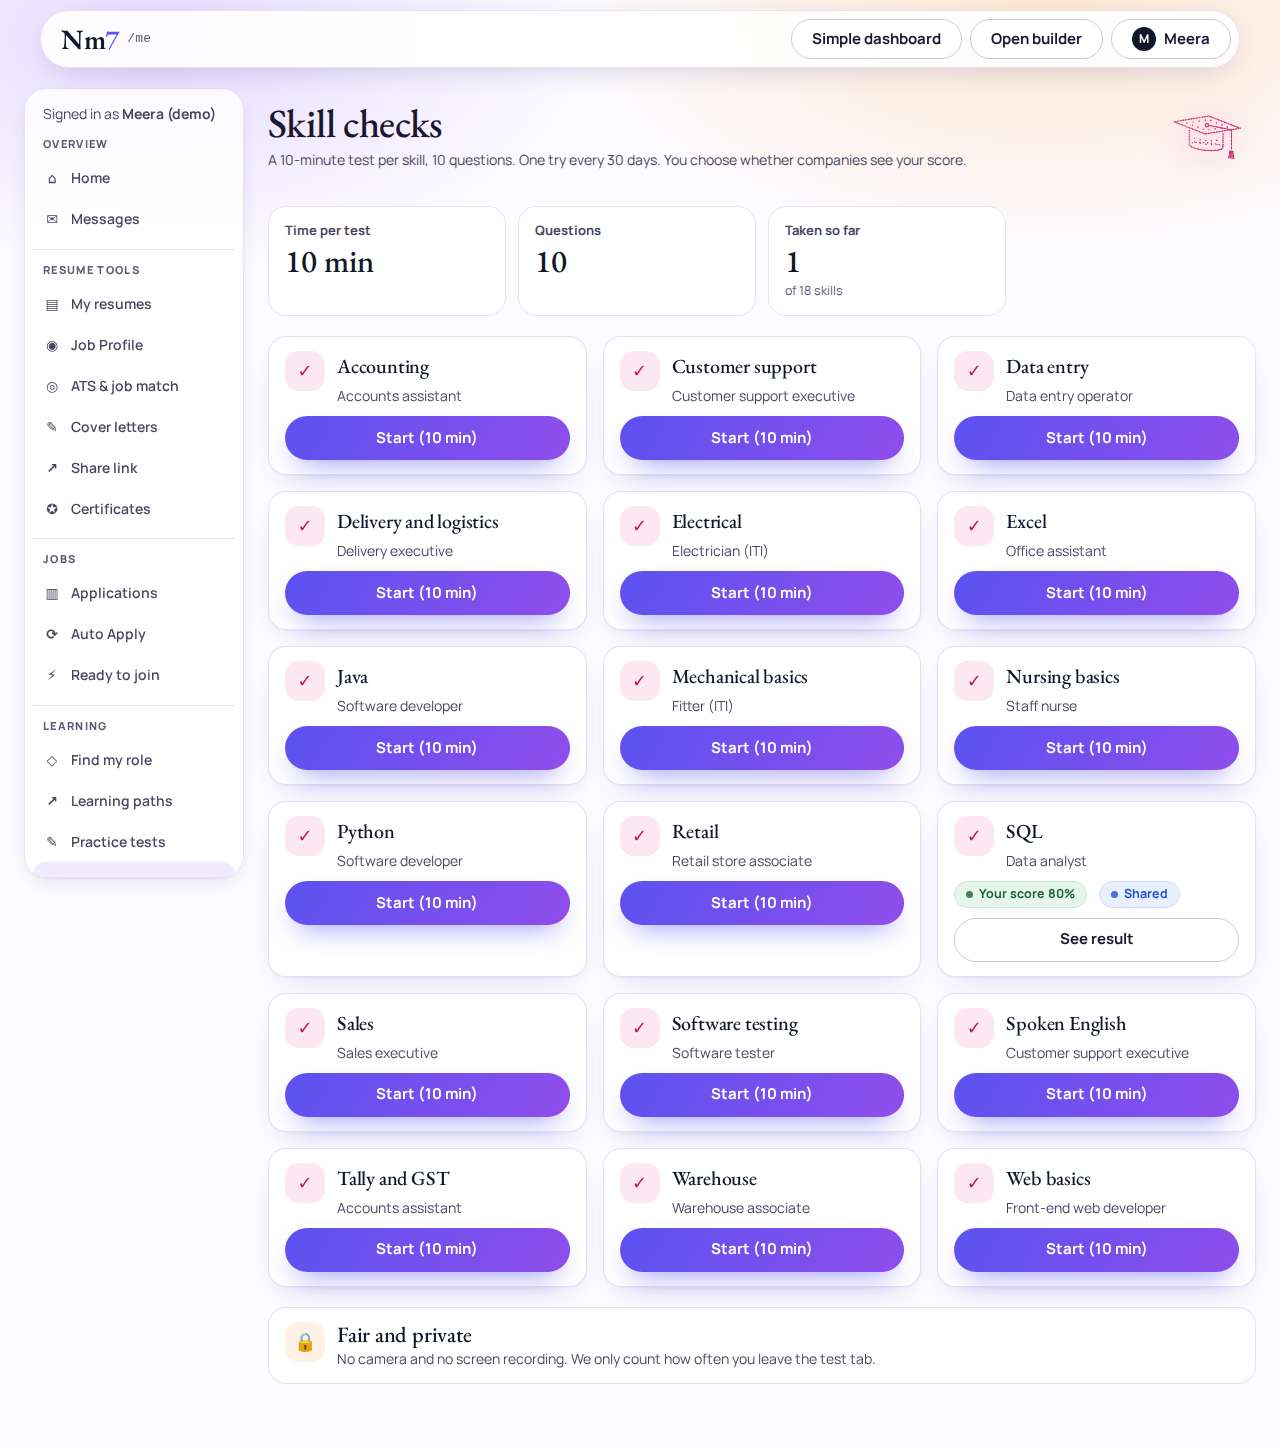 Nm7 /me
Simple dashboard
Open builder
M Meera
Signed in as Meera (demo)
OVERVIEW
Home
Messages
RESUME TOOLS
My resumes
Job Profile
ATS & job match
Cover letters
Share link
Certificates
JOBS
Applications
Auto Apply
Ready to join
LEARNING
Find my role
Learning paths
Practice tests
Skill checks
A 10-minute test per skill, 10 questions. One try every 30 days. You choose whether companies see your score.
Time per test
10 min
Questions
10
Taken so far
1
of 18 skills
Accounting
Accounts assistant
Start (10 min)
Customer support
Customer support executive
Start (10 min)
Data entry
Data entry operator
Start (10 min)
Delivery and logistics
Delivery executive
Start (10 min)
Electrical
Electrician (ITI)
Start (10 min)
Excel
Office assistant
Start (10 min)
Java
Software developer
Start (10 min)
Mechanical basics
Fitter (ITI)
Start (10 min)
Nursing basics
Staff nurse
Start (10 min)
Python
Software developer
Start (10 min)
Retail
Retail store associate
Start (10 min)
SQL
Data analyst
Your score 80%
Shared
See result
Sales
Sales executive
Start (10 min)
Software testing
Software tester
Start (10 min)
Spoken English
Customer support executive
Start (10 min)
Tally and GST
Accounts assistant
Start (10 min)
Warehouse
Warehouse associate
Start (10 min)
Web basics
Front-end web developer
Start (10 min)
Fair and private
No camera and no screen recording. We only count how often you leave the test tab.